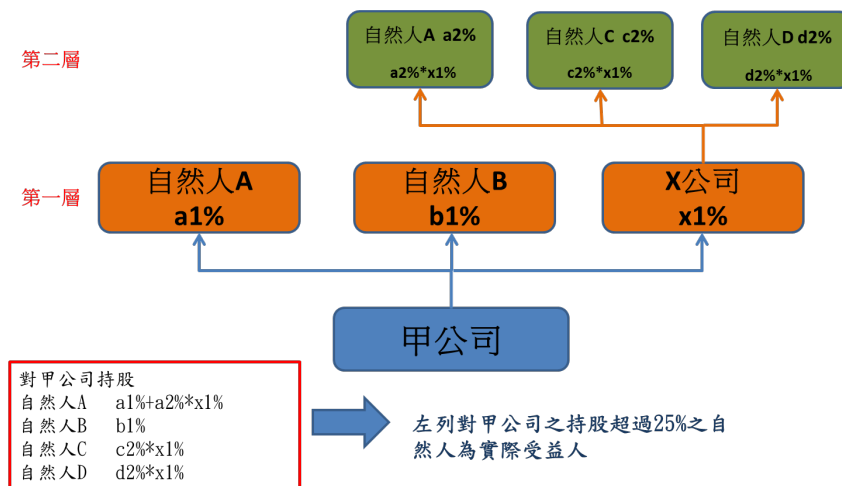 第二層
自然人A a2%
a2%*x1%
自然人C c2%
c2%*x1%
自然人D d2%
d2%*x1%
第一層
自然人A
a1%
自然人B
b1%
X公司
x1%
甲公司
對甲公司持股
自然人A a1%+a2%*x1%
自然人B b1%
自然人C c2%*x1%
自然人D d2%*x1%
左列對甲公司之持股超過25%之自
然人為實際受益人